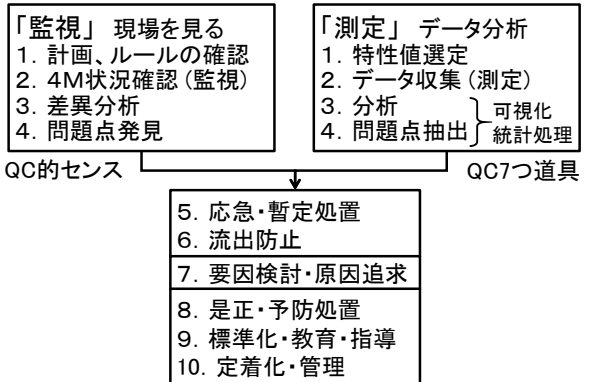 「監視」 現場を見る
1. 計画、ルールの確認
2. 4M状況確認(監視)
3. 差異分析
4. 問題点発見
QC的センス
「測定」 データ分析
1. 特性値選定
2. データ収集(測定)
3. 分析
4. 問題点抽出
可視化
統計処理
QC7つ道具
5. 応急・暫定処置
6. 流出防止
7. 要因検討・原因追求
8. 是正・予防処置
9. 標準化・教育・指導
10. 定着化・管理